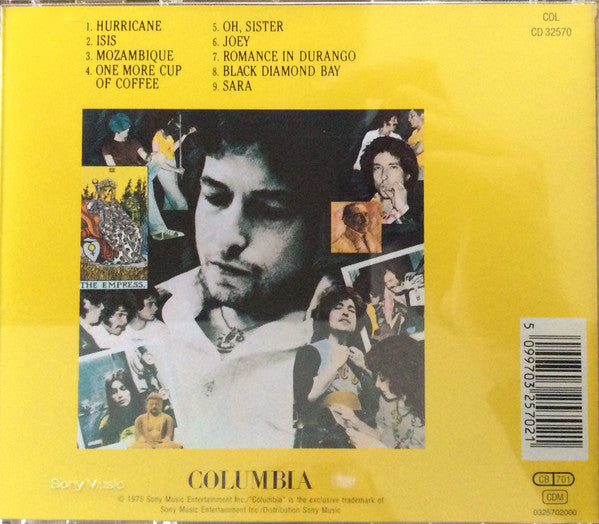 1. HURRICANE
2. ISIS
3. MOZAMBIQUE
4. ONE MORE CUP
OF COFFEE
5. OH, SISTER
6. JOEY
7. ROMANCE IN DURANGO
8. BLACK DIAMOND BAY
9. SARA
COL
CD 32570
THE EMPRESS.
5 099703 257021
Sony Music
COLUMBIA
© 1975 Sony Music Entertainment Inc./"Columbia" is the exclusive trademark of
Sony Music Entertainment Inc./Distribution Sony Music
CB 701
CDM
0325702000